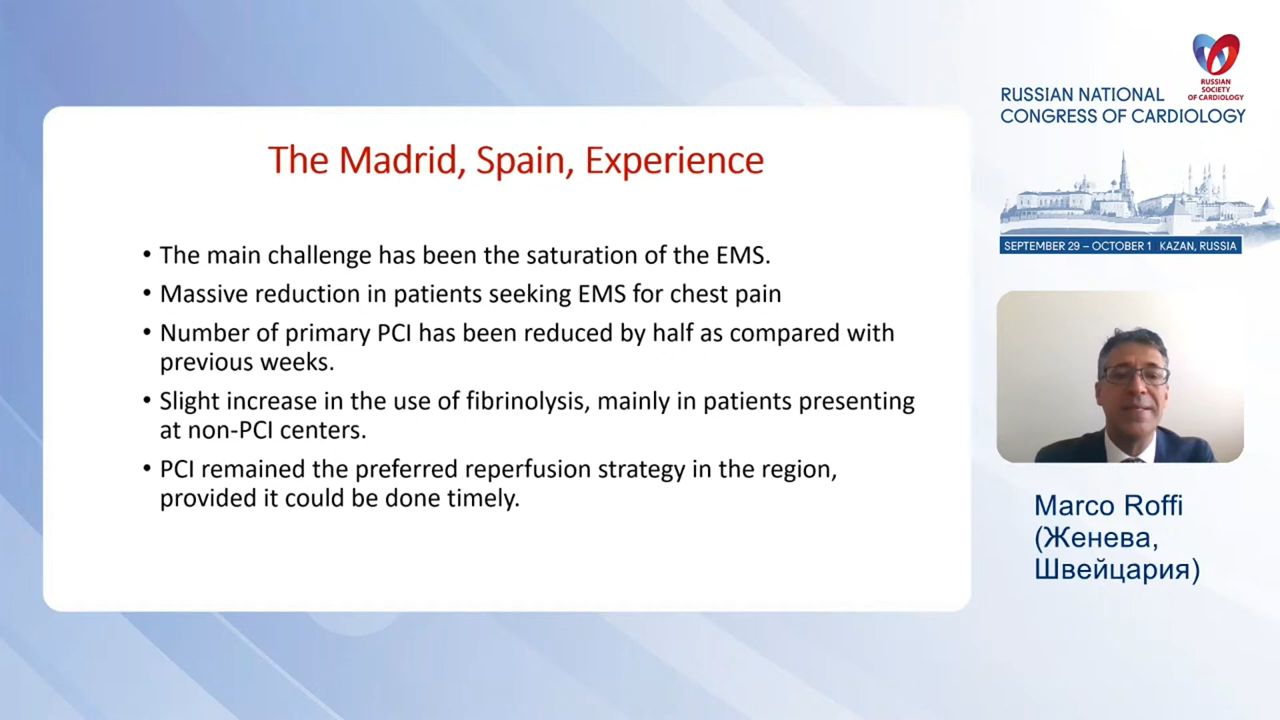 The Madrid, Spain, Experience
• The main challenge has been the saturation of the EMS.
• Massive reduction in patients seeking EMS for chest pain
• Number of primary PCI has been reduced by half as compared with
previous weeks.
• Slight increase in the use of fibrinolysis, mainly in patients presenting
at non-PCI centers.
• PCI remained the preferred reperfusion strategy in the region,
provided it could be done timely.
RUSSIAN
SOCIETY
OF CARDIOLOGY
RUSSIAN NATIONAL
CONGRESS OF CARDIOLOGY
SEPTEMBER 29 – OCTOBER 1 KAZAN, RUSSIA
Marco Roffi
(Женева,
Швейцария)